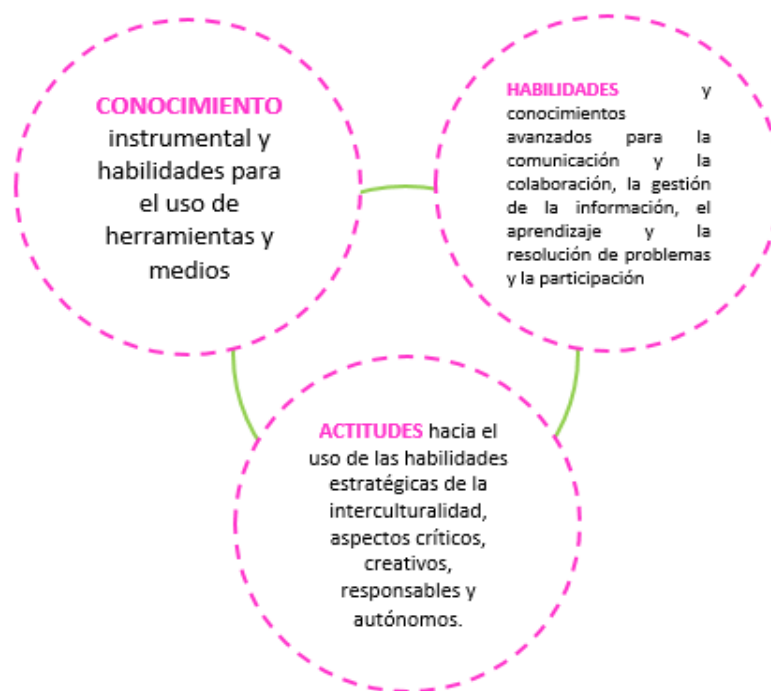 CONOCIMIENTO
instrumental y
habilidades para
el uso de
herramientas y
medios
HABILIDADES y
conocimientos
avanzados para la
comunicación y la
colaboración, la gestión
de la información, el
aprendizaje y la
resolución de problemas
y la participación
ACTITUDES hacia el
uso de las habilidades
estratégicas de la
interculturalidad,
aspectos críticos,
creativos,
responsables y
autónomos.